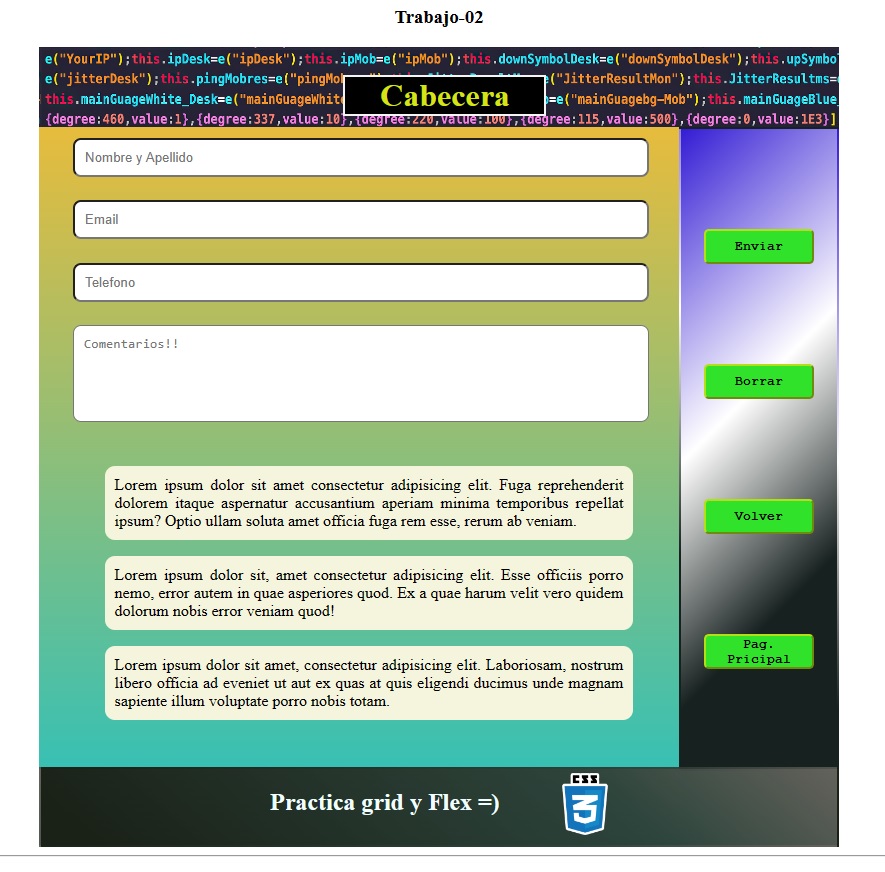 Trabajo-02
e("YourIP");this.ipDesk=e("ipDesk");this.ipMob=e("ipMob");this.downSymbolDesk=e("downSymbolDesk");this.upSymbo
e("jitterDesk");this.pingMobres=e("pingMo e("JitterResultMon");this.JitterResultms=
this.mainGuageWhite_Desk=e("mainGuageWhit =e("mainGuagebg-Mob");this.mainGuageBlue
{degree:460,value:1},{degree:337,value:10},{degree:220,value:100},{degree:115,value:500},{degree:0,value:1E3}]
Cabecera
Nombre y Apellido
Email
Telefono
Comentarios!!
Lorem ipsum dolor sit amet consectetur adipisicing elit. Fuga reprehenderit
dolorem itaque aspernatur accusantium aperiam minima temporibus repellat
ipsum? Optio ullam soluta amet officia fuga rem esse, rerum ab veniam.
Lorem ipsum dolor sit, amet consectetur adipisicing elit. Esse officiis porro
nemo, error autem in quae asperiores quod. Ex a quae harum velit vero quidem
dolorum nobis error veniam quod!
Lorem ipsum dolor sit amet, consectetur adipisicing elit. Laboriosam, nostrum
libero officia ad eveniet ut aut ex quas at quis eligendi ducimus unde magnam
sapiente illum voluptate porro nobis totam.
Enviar
Borrar
Volver
Pag.
Pricipal
Practica grid y Flex =)
CSS
3